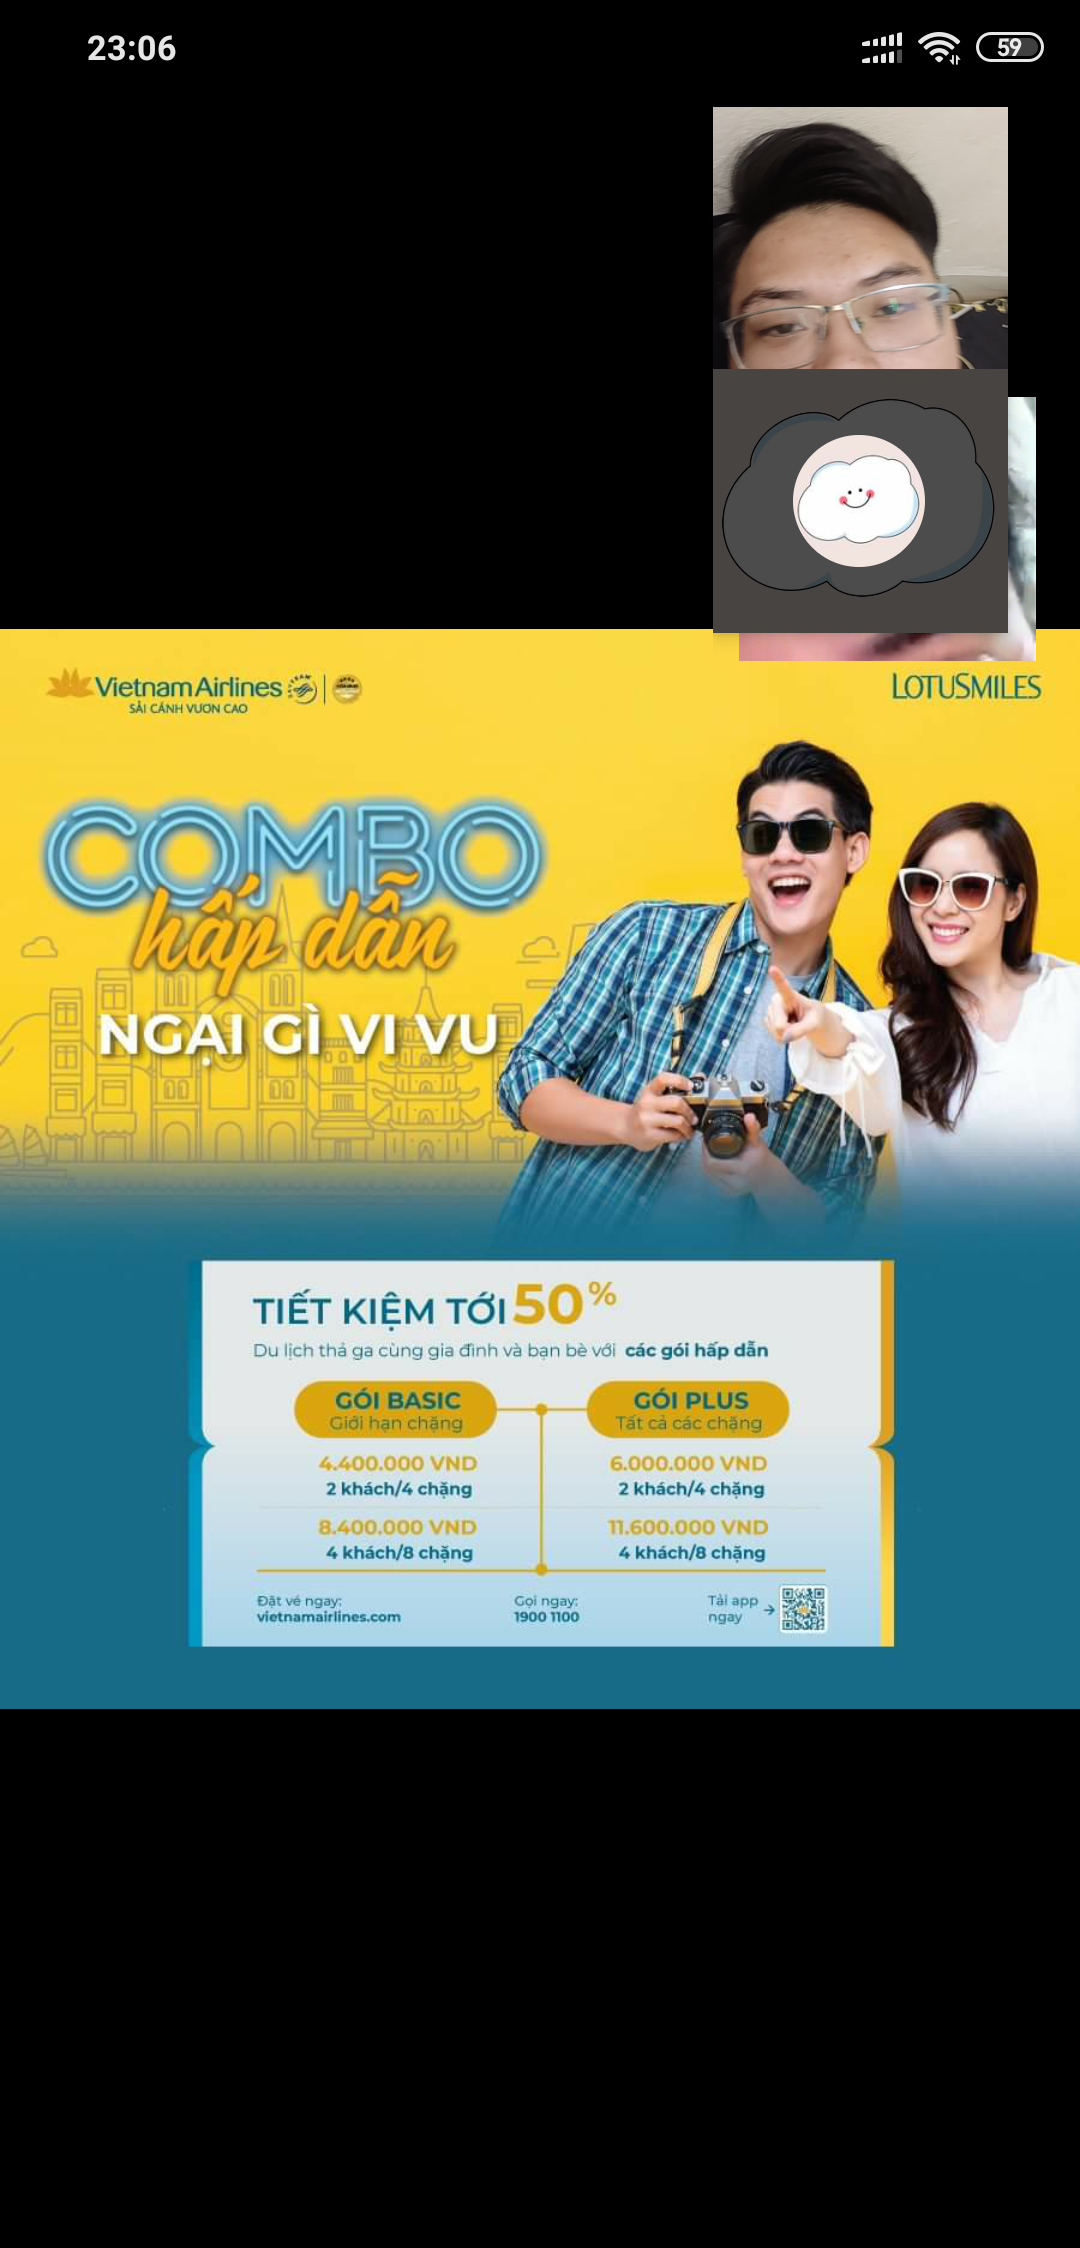 23:06
59
Vietnam Airlines
SẢI CÁNH VƯƠN CAO
LOTUSMILES
COMBO
hấp dẫn
NGẠI GÌ VI VU
TIẾT KIỆM TỚI 50%
Du lịch thả ga cùng gia đình và bạn bè với các gói hấp dẫn
GÓI BASIC
Giới hạn chặng
4.400.000 VND
2 khách/4 chặng
8.400.000 VND
4 khách/8 chặng
GÓI PLUS
Tất cả các chặng
6.000.000 VND
2 khách/4 chặng
11.600.000 VND
4 khách/8 chặng
Đặt vé ngay:
vietnamairlines.com
Gọi ngay:
1900 1100
Tải app
ngay